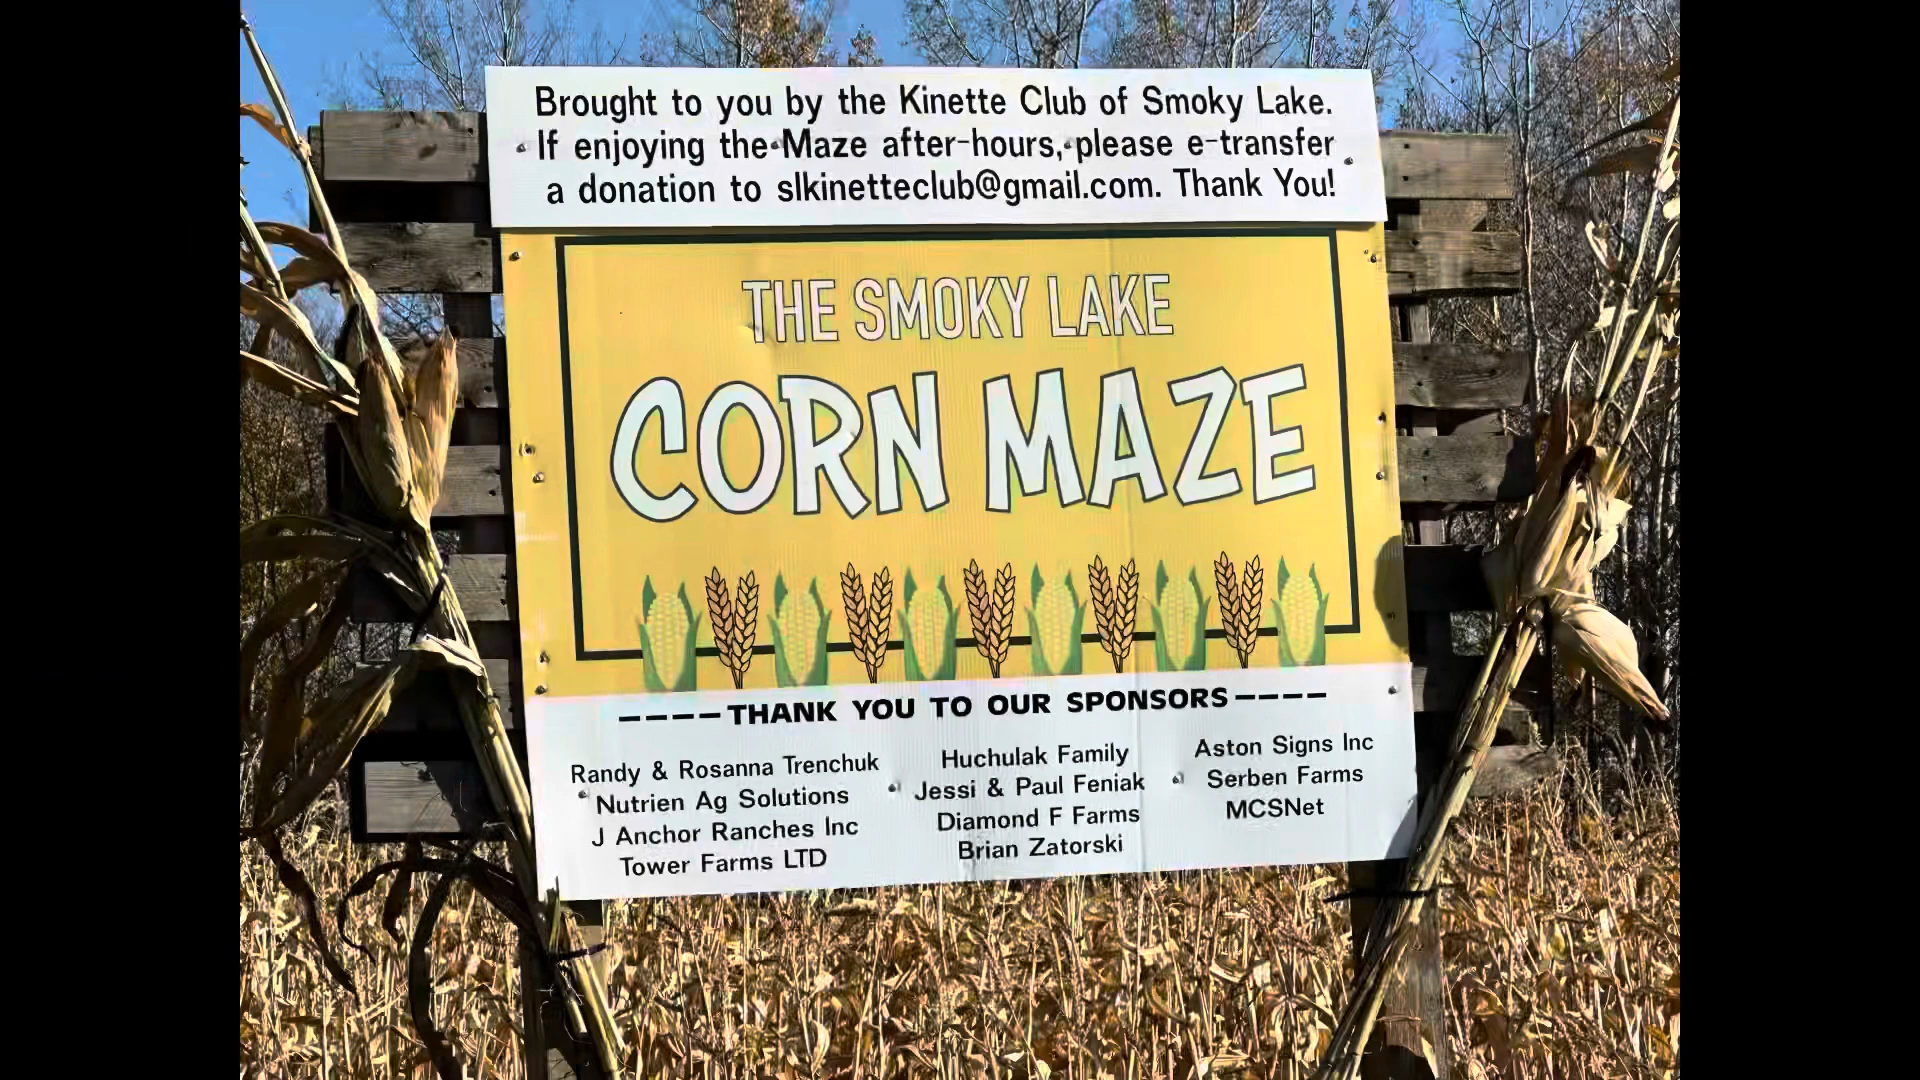 Brought to you by the Kinette Club of Smoky Lake.
If enjoying the Maze after-hours, please e-transfer
a donation to slkinetteclub@gmail.com. Thank You!
THE SMOKY LAKE
CORN MAZE
----THANK YOU TO OUR SPONSORS----
Randy & Rosanna Trenchuk
Nutrien Ag Solutions
J Anchor Ranches Inc
Tower Farms LTD
Huchulak Family
Jessi & Paul Feniak
Diamond F Farms
Brian Zatorski
Aston Signs Inc
Serben Farms
MCSNet